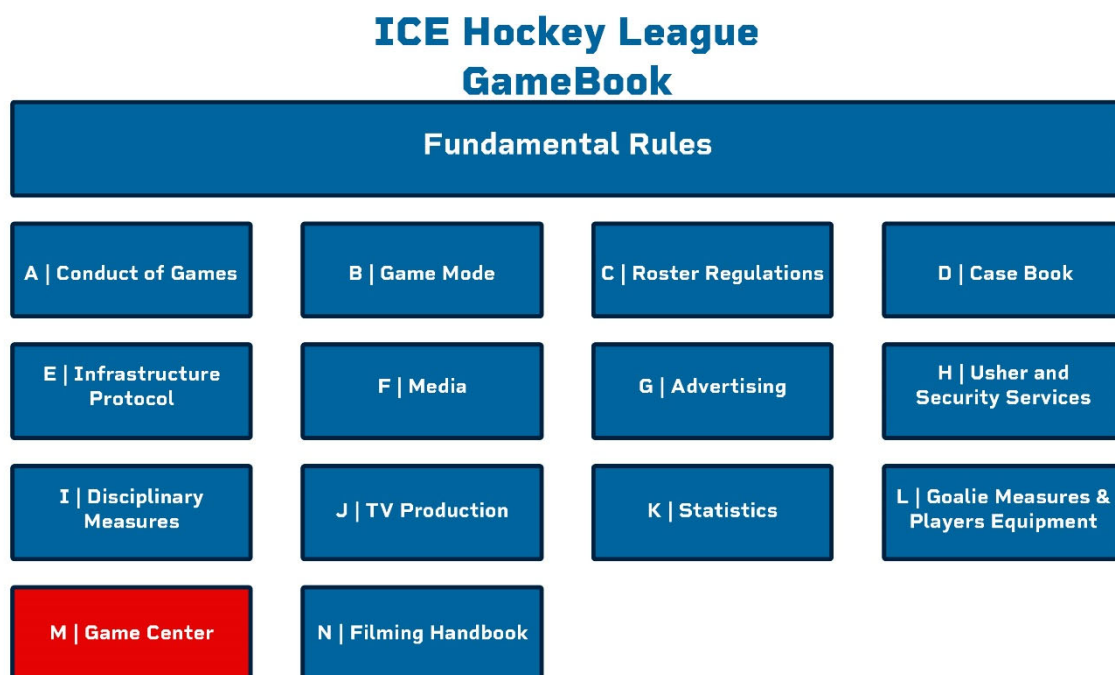 ICE Hockey League
GameBook
Fundamental Rules
A | Conduct of Games
B | Game Mode
C | Roster Regulations
D | Case Book
E | Infrastructure
Protocol
F | Media
G | Advertising
H | Usher and
Security Services
I | Disciplinary
Measures
J | TV Production
K | Statistics
L | Goalie Measures &
Players Equipment
M | Game Center
N | Filming Handbook